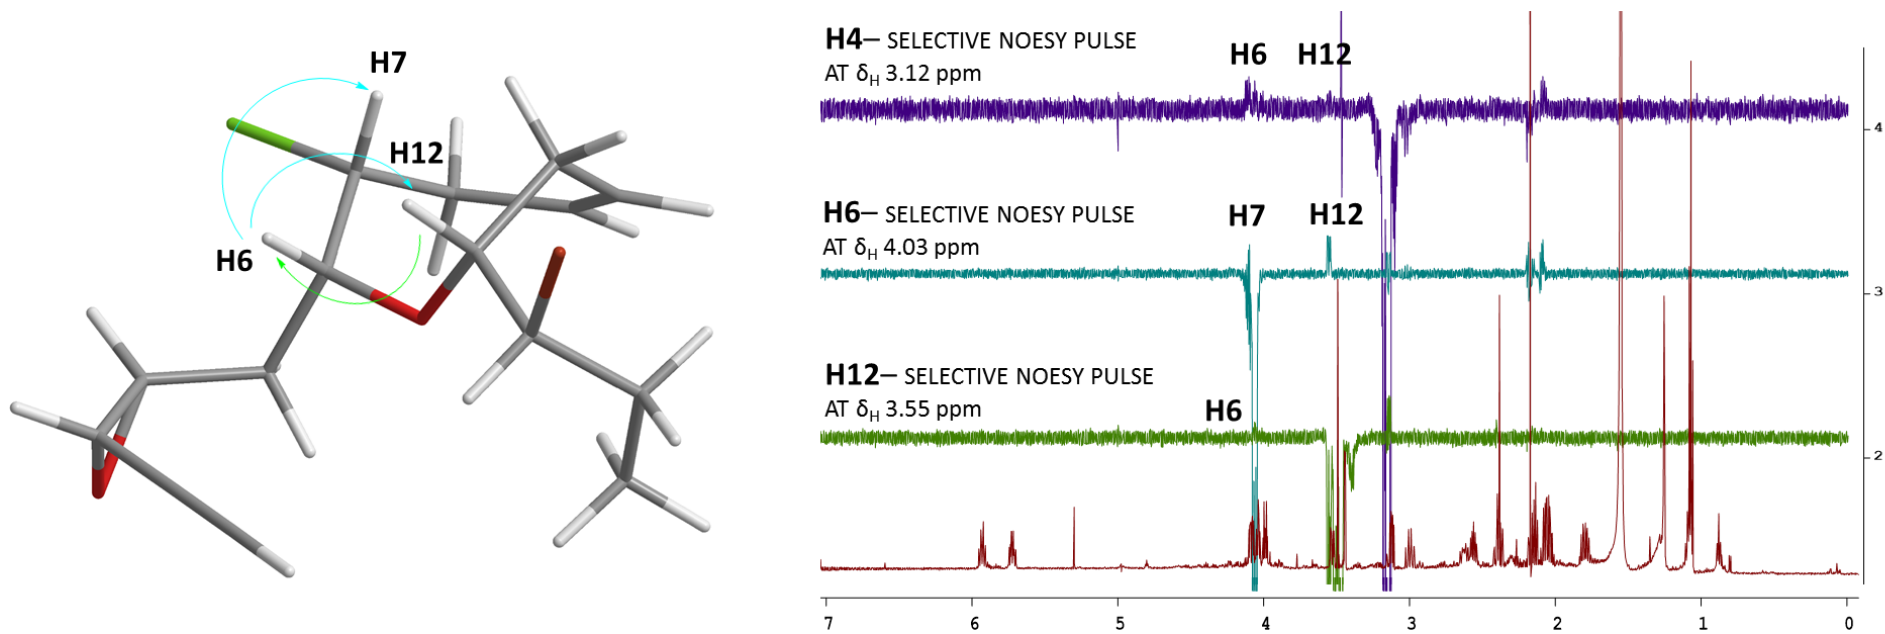 H7
H12
H6
H4– SELECTIVE NOESY PULSE
AT δH 3.12 ppm
H6 H12
H6– SELECTIVE NOESY PULSE
AT δH 4.03 ppm
H7 H12
H12– SELECTIVE NOESY PULSE
AT δH 3.55 ppm
H6
4
3
2
7 6 5 4 3 2 1 0